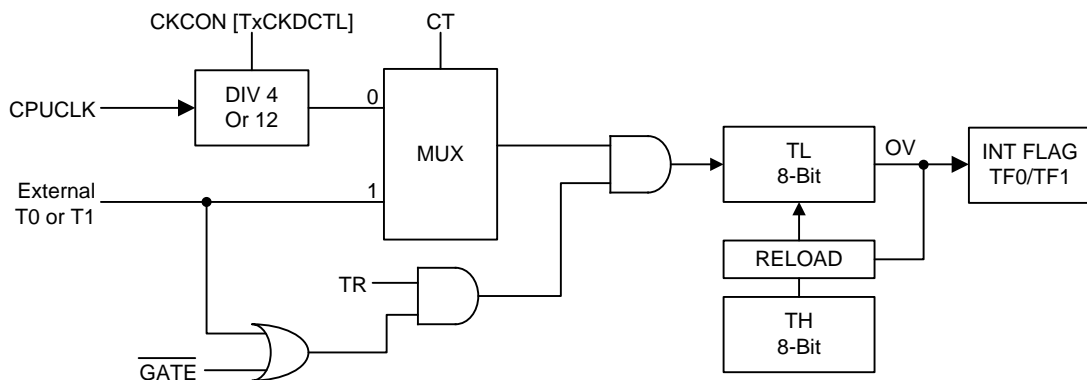 CKCON [TxCKDCTL]
CT
CPUCLK
DIV 4
Or 12
0
MUX
TL
8-Bit
OV
INT FLAG
TF0/TF1
External
T0 or T1
1
RELOAD
TR
TH
8-Bit
GATE